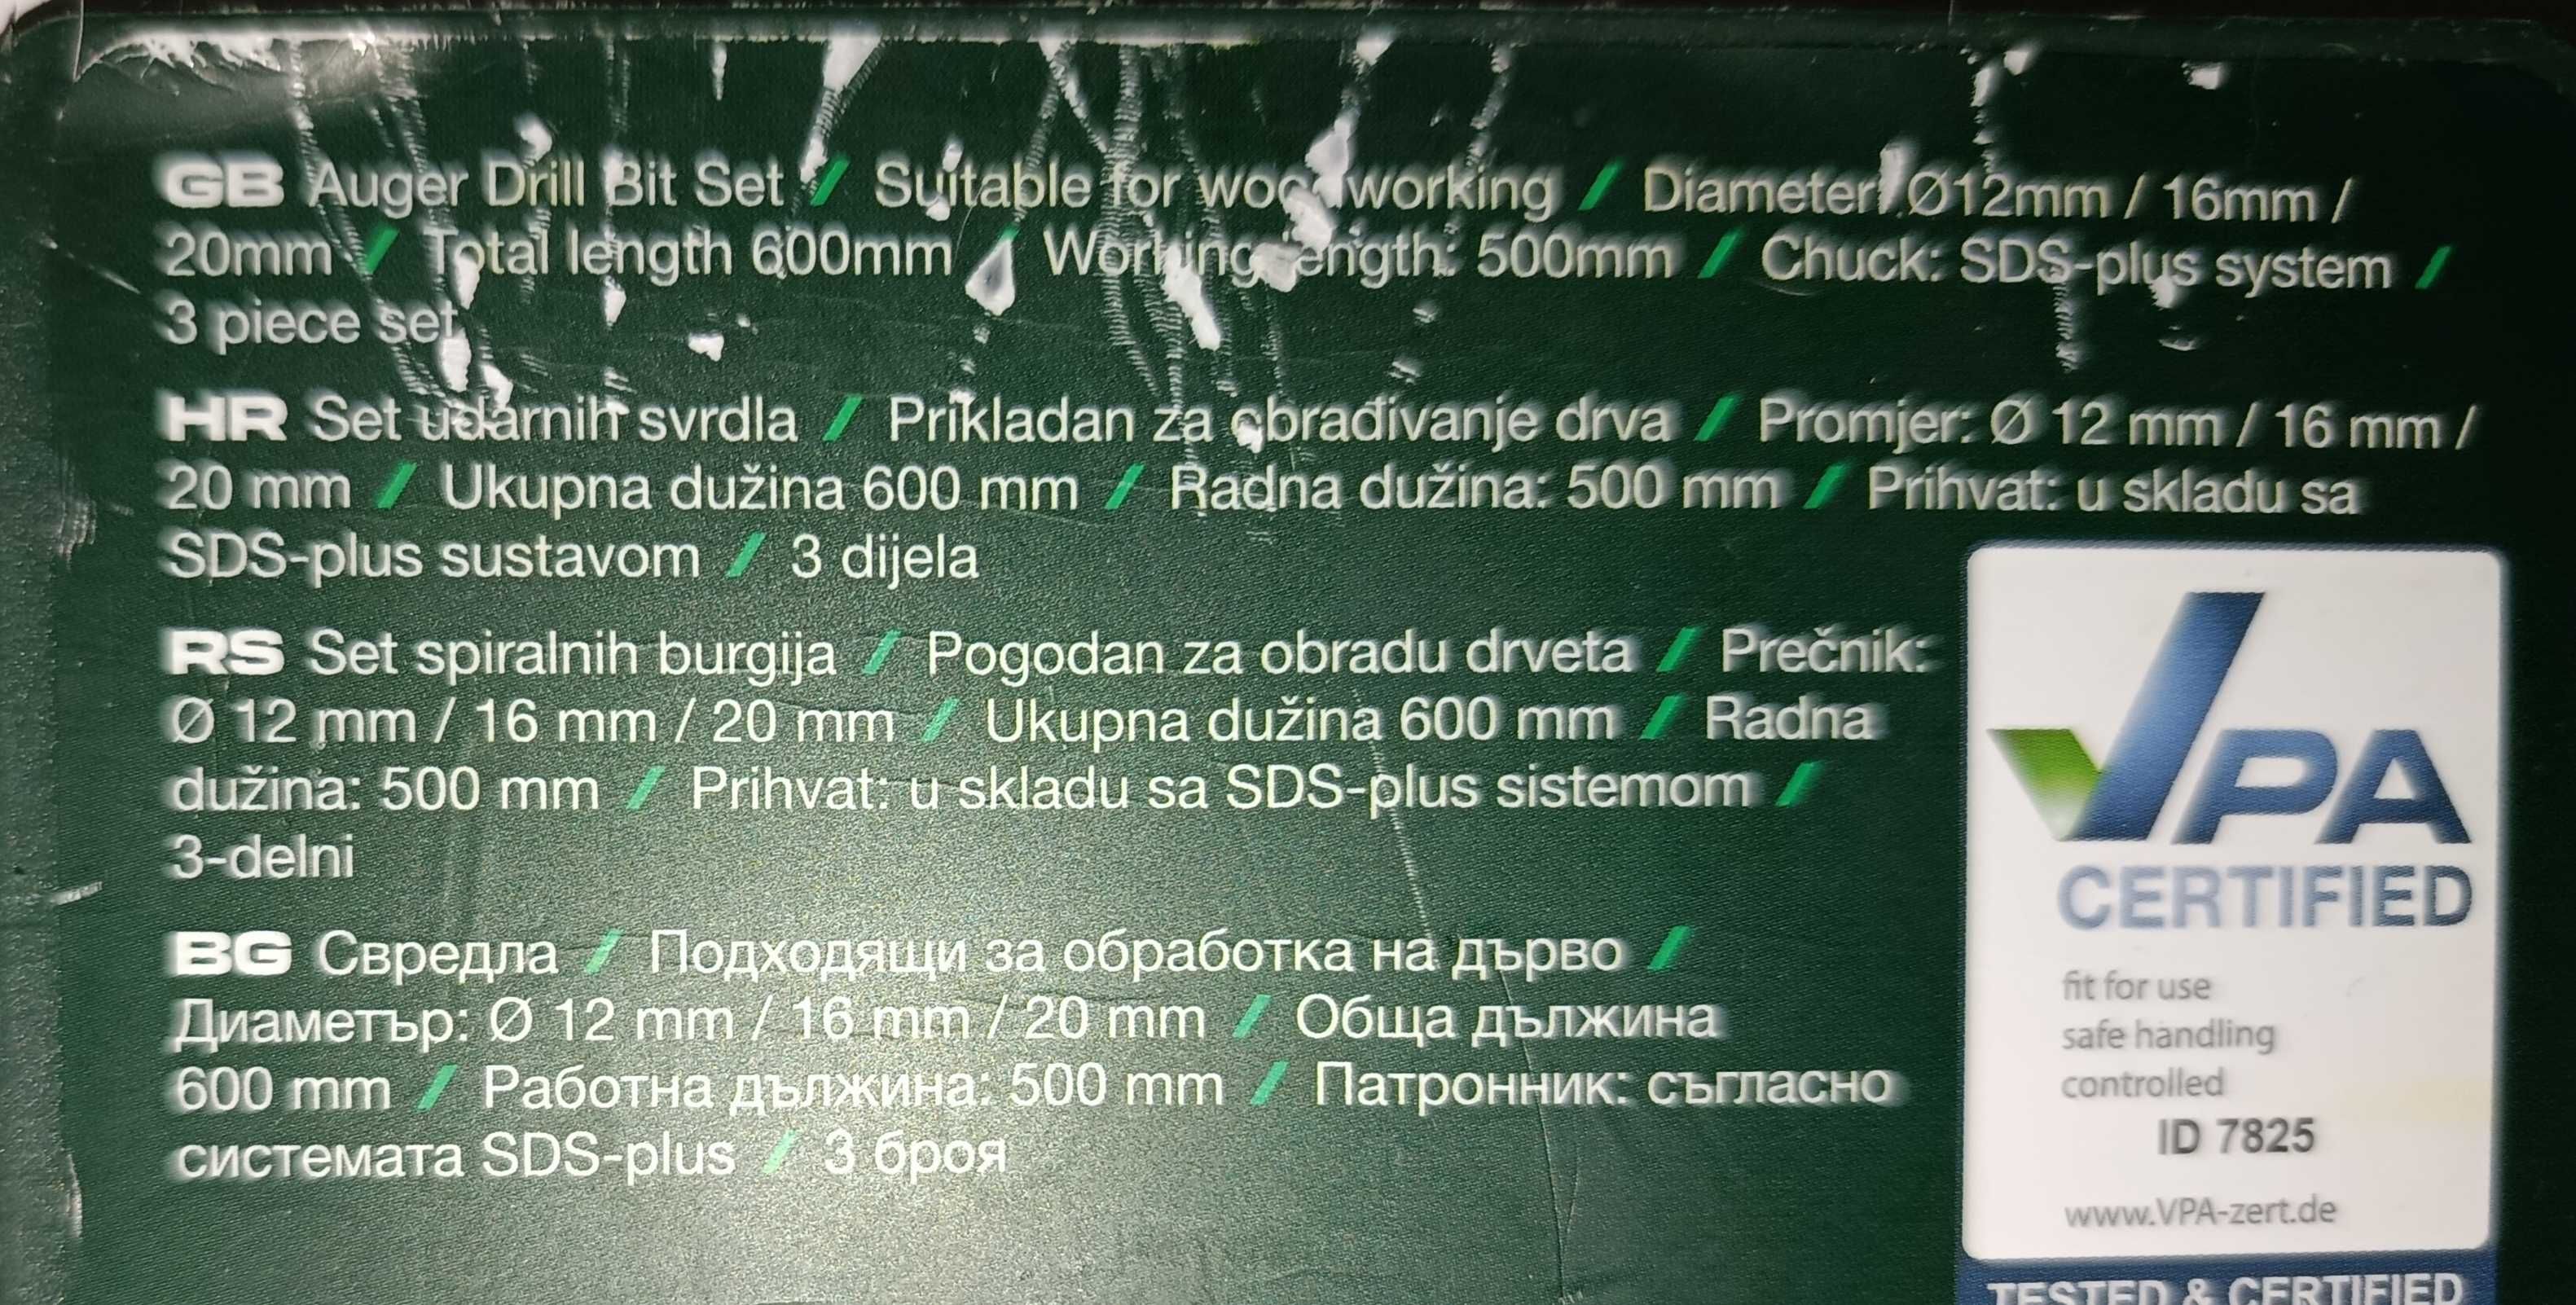 GB Auger Drill Bit Set / Suitable for woodworking / Diameter: Ø12mm / 16mm /
20mm / Total length 600mm / Working length: 500mm / Chuck: SDS-plus system /
3 piece set
HR Set udarnih svrdla / Prikladan za obrađivanje drva / Promjer: Ø 12 mm / 16 mm /
20 mm / Ukupna dužina 600 mm / Radna dužina: 500 mm / Prihvat: u skladu sa
SDS-plus sustavom / 3 dijela
RS Set spiralnih burgija / Pogodan za obradu drveta / Prečnik:
Ø 12 mm / 16 mm / 20 mm / Ukupna dužina 600 mm / Radna
dužina: 500 mm / Prihvat: u skladu sa SDS-plus sistemom /
3-delni
BG Свредла / Подходящи за обработка на дърво /
Диаметър: Ø 12 mm / 16 mm / 20 mm / Обща дължина
600 mm / Работна дължина: 500 mm / Патронник: съгласно
системата SDS-plus / 3 броя
VPA
CERTIFIED
fit for use
safe handling
controlled
ID 7825
www.VPA-zert.de
TESTED & CERTIFIED